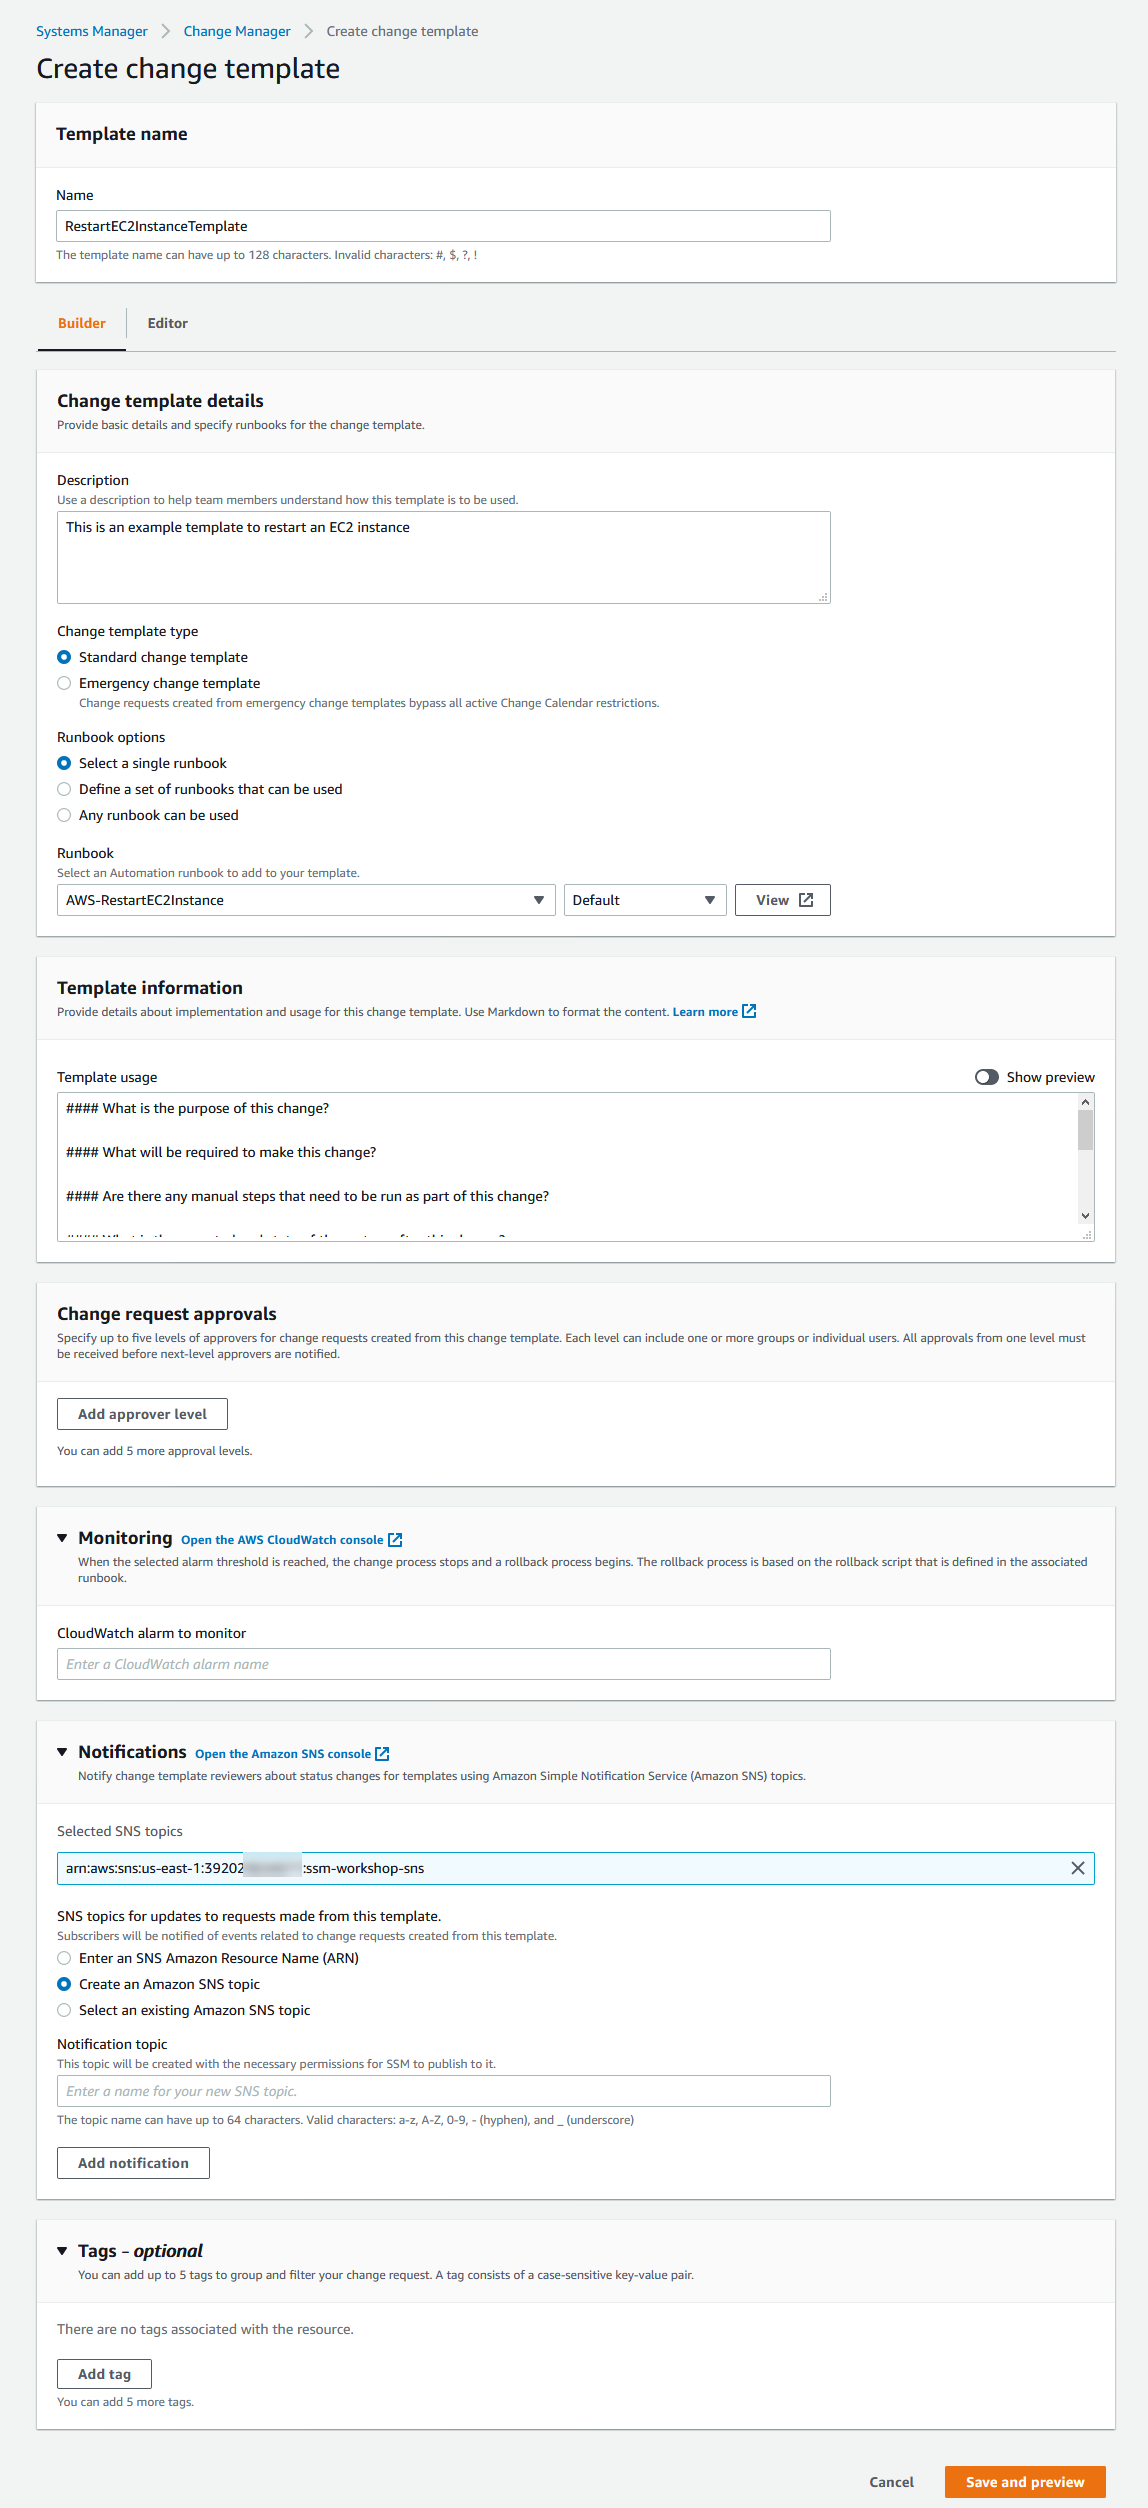 Systems Manager > Change Manager > Create change template
Create change template
Template name
Name
RestartEC2InstanceTemplate
The template name can have up to 128 characters. Invalid characters: #, $, ?, !
Builder Editor
Change template details
Provide basic details and specify runbooks for the change template.
Description
Use a description to help team members understand how this template is to be used.
This is an example template to restart an EC2 instance
Change template type
Standard change template
Emergency change template
Change requests created from emergency change templates bypass all active Change Calendar restrictions.
Runbook options
Select a single runbook
Define a set of runbooks that can be used
Any runbook can be used
Runbook
Select an Automation runbook to add to your template.
AWS-RestartEC2Instance Default View
Template information
Provide details about implementation and usage for this change template. Use Markdown to format the content. Learn more
Template usage Show preview
#### What is the purpose of this change?
#### What will be required to make this change?
#### Are there any manual steps that need to be run as part of this change?
Change request approvals
Specify up to five levels of approvers for change requests created from this change template. Each level can include one or more groups or individual users. All approvals from one level must
be received before next-level approvers are notified.
Add approver level
You can add 5 more approval levels.
Monitoring Open the AWS CloudWatch console
When the selected alarm threshold is reached, the change process stops and a rollback process begins. The rollback process is based on the rollback script that is defined in the associated
runbook.
CloudWatch alarm to monitor
Enter a CloudWatch alarm name
Notifications Open the Amazon SNS console
Notify change template reviewers about status changes for templates using Amazon Simple Notification Service (Amazon SNS) topics.
Selected SNS topics
arn:aws:sns:us-east-1:39202 :ssm-workshop-sns
SNS topics for updates to requests made from this template.
Subscribers will be notified of events related to change requests created from this template.
Enter an SNS Amazon Resource Name (ARN)
Create an Amazon SNS topic
Select an existing Amazon SNS topic
Notification topic
This topic will be created with the necessary permissions for SSM to publish to it.
Enter a name for your new SNS topic.
The topic name can have up to 64 characters. Valid characters: a-z, A-Z, 0-9, - (hyphen), and _ (underscore)
Add notification
Tags - optional
You can add up to 5 tags to group and filter your change request. A tag consists of a case-sensitive key-value pair.
There are no tags associated with the resource.
Add tag
You can add 5 more tags.
Cancel Save and preview